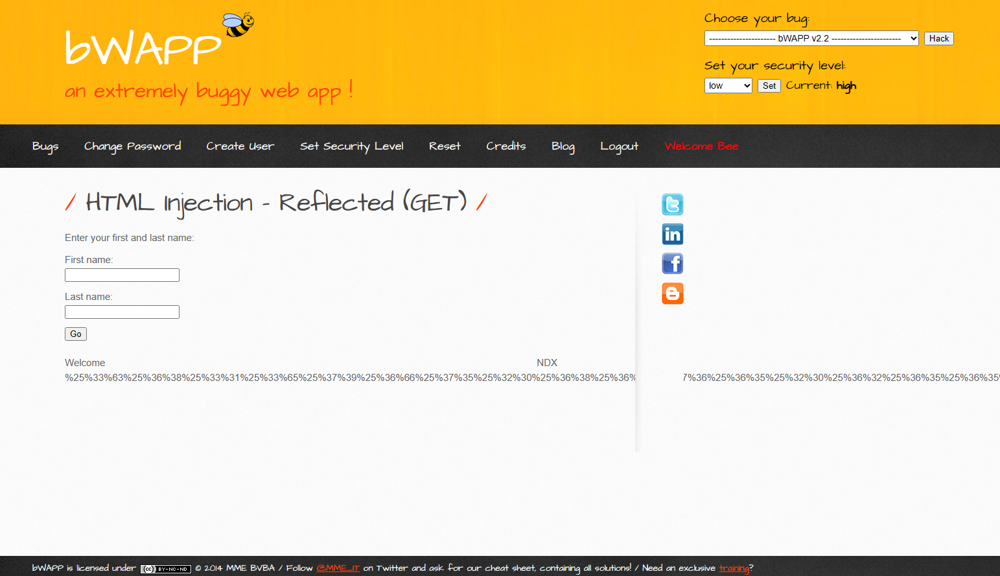 bWAPP
an extremely buggy web app !
Choose your bug:
---------------------- bWAPP v2.2 -----------------------
Hack
Set your security level:
low
Set
Current: high
Bugs
Change Password
Create User
Set Security Level
Reset
Credits
Blog
Logout
Welcome Bee
/ HTML Injection - Reflected (GET) /
Enter your first and last name:
First name:
Last name:
Go
Welcome NDX
%25%33%63%25%36%38%25%33%31%25%33%65%25%37%39%25%36%66%25%37%35%25%32%30%25%36%38%25%36% 7%36%25%36%35%25%32%30%25%36%32%25%36%35%25%36%35%
bWAPP is licensed under (cc) BY-NC-ND © 2014 MME BVBA / Follow @MME_IT on Twitter and ask for our cheat sheet, containing all solutions! / Need an exclusive training?